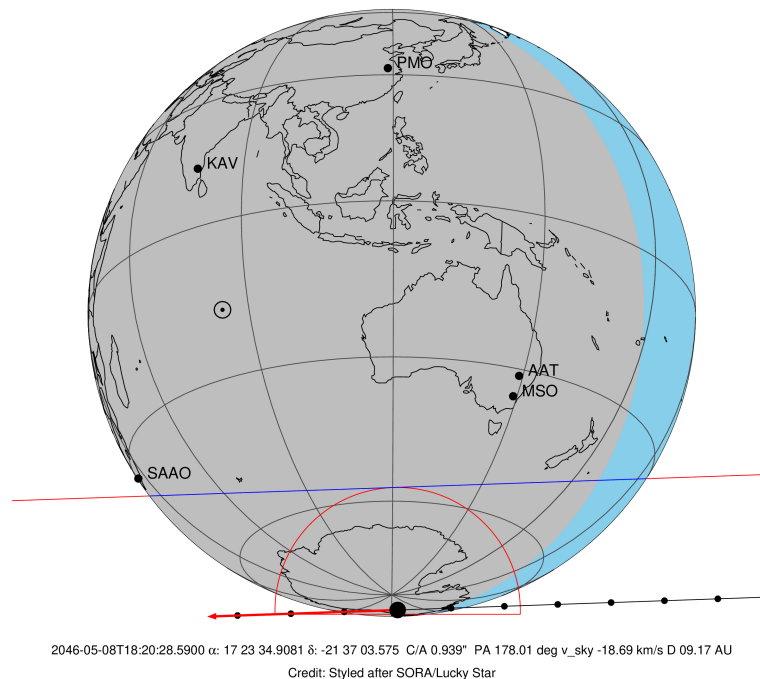 PMO
KAV
AAT
MSO
SAAO
2046-05-08T18:20:28.5900 α: 17 23 34.9081 δ: -21 37 03.575 C/A 0.939" PA 178.01 deg v_sky -18.69 km/s D 09.17 AU
Credit: Styled after SORA/Lucky Star